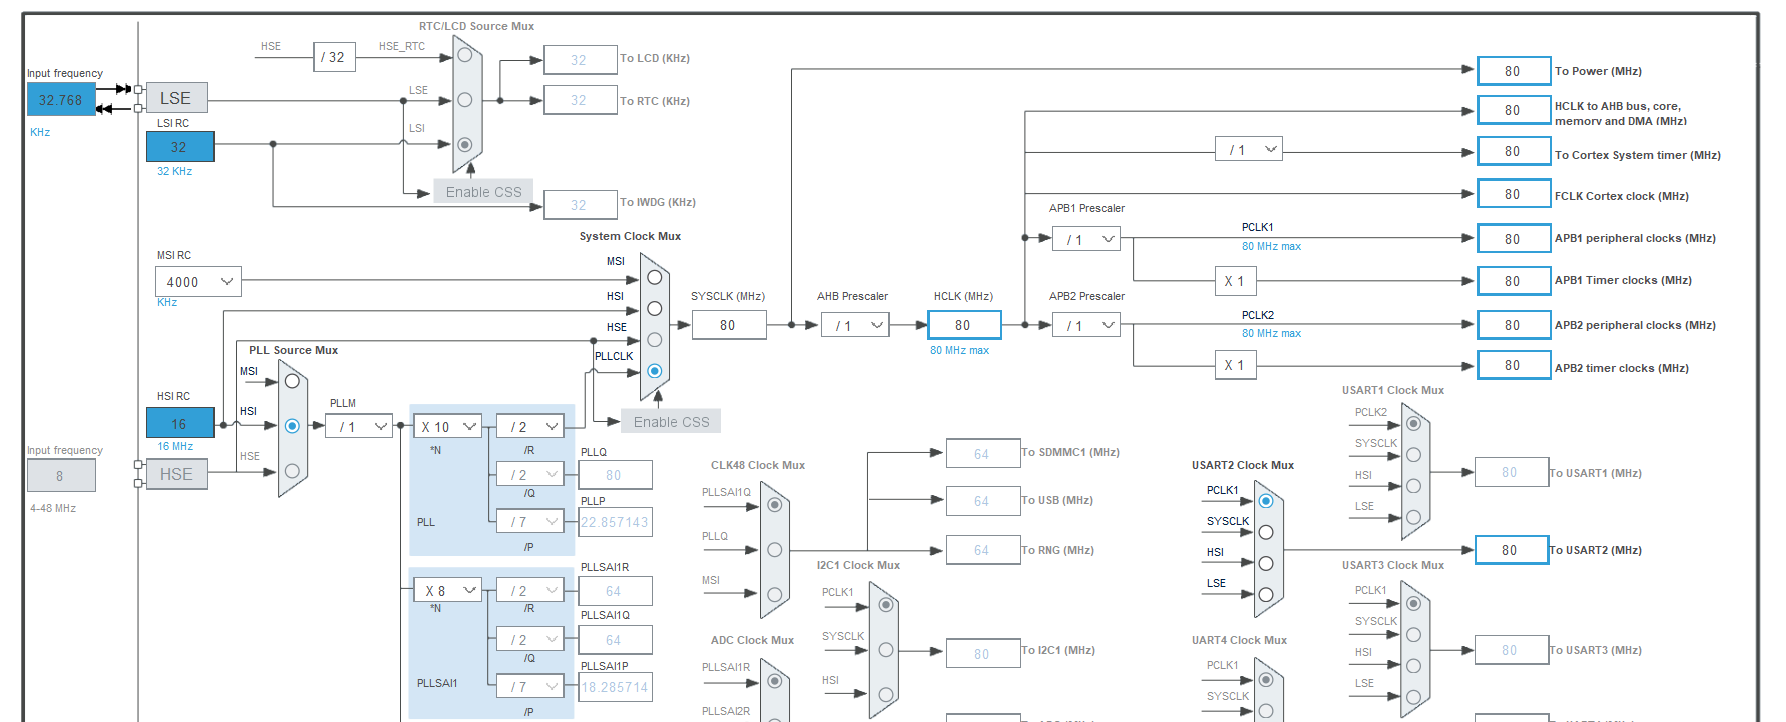 RTC/LCD Source Mux
HSE
/ 32
HSE_RTC
32
To LCD (KHz)
Input frequency
32.768
KHz
LSE
LSE
32
To RTC (KHz)
LSI RC
32
32 KHz
LSI
Enable CSS
32
To IWDG (KHz)
80
To Power (MHz)
80
HCLK to AHB bus, core,
memory and DMA (MHz)
/ 1
80
To Cortex System timer (MHz)
80
FCLK Cortex clock (MHz)
System Clock Mux
MSI RC
4000
KHz
MSI
HSI
HSE
PLLCLK
Enable CSS
SYSCLK (MHz)
80
AHB Prescaler
/ 1
HCLK (MHz)
80
80 MHz max
APB1 Prescaler
/ 1
PCLK1
80 MHz max
80
APB1 peripheral clocks (MHz)
X 1
80
APB1 Timer clocks (MHz)
APB2 Prescaler
/ 1
PCLK2
80 MHz max
80
APB2 peripheral clocks (MHz)
X 1
80
APB2 timer clocks (MHz)
PLL Source Mux
MSI
HSI RC
16
16 MHz
HSI
HSE
Input frequency
8
4-48 MHz
HSE
PLLM
/ 1
X 10
*N
/ 2
/R
/ 2
/Q
/ 7
/P
PLL
PLLQ
80
PLLP
22.857143
X 8
*N
/ 2
/R
/ 2
/Q
/ 7
/P
PLLSAI1
PLLSAI1R
64
PLLSAI1Q
64
PLLSAI1P
18.285714
CLK48 Clock Mux
PLLSAI1Q
PLLQ
MSI
64
To SDMMC1 (MHz)
64
To USB (MHz)
64
To RNG (MHz)
ADC Clock Mux
PLLSAI1R
PLLSAI2R
I2C1 Clock Mux
PCLK1
SYSCLK
HSI
80
To I2C1 (MHz)
USART2 Clock Mux
PCLK1
SYSCLK
HSI
LSE
80
To USART2 (MHz)
UART4 Clock Mux
PCLK1
SYSCLK
USART1 Clock Mux
PCLK2
SYSCLK
HSI
LSE
80
To USART1 (MHz)
USART3 Clock Mux
PCLK1
SYSCLK
HSI
LSE
80
To USART3 (MHz)